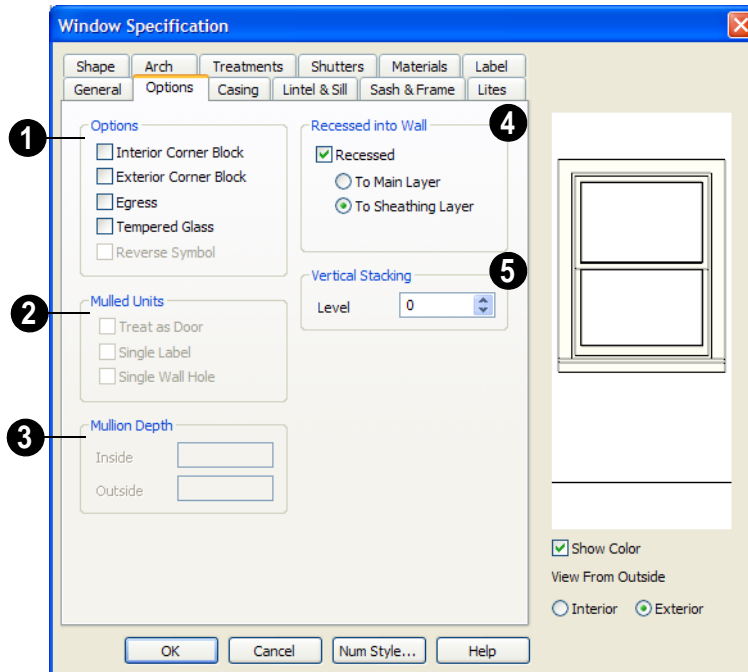 Window Specification
Shape Arch Treatments Shutters Materials Label
General Options Casing Lintel & Sill Sash & Frame Lites
1
Options
Interior Corner Block
Exterior Corner Block
Egress
Tempered Glass
Reverse Symbol
2
Mulled Units
Treat as Door
Single Label
Single Wall Hole
3
Mullion Depth
Inside
Outside
4
Recessed into Wall
Recessed
To Main Layer
To Sheathing Layer
5
Vertical Stacking
Level 0
Show Color
View From Outside
Interior Exterior
OK Cancel Num Style... Help